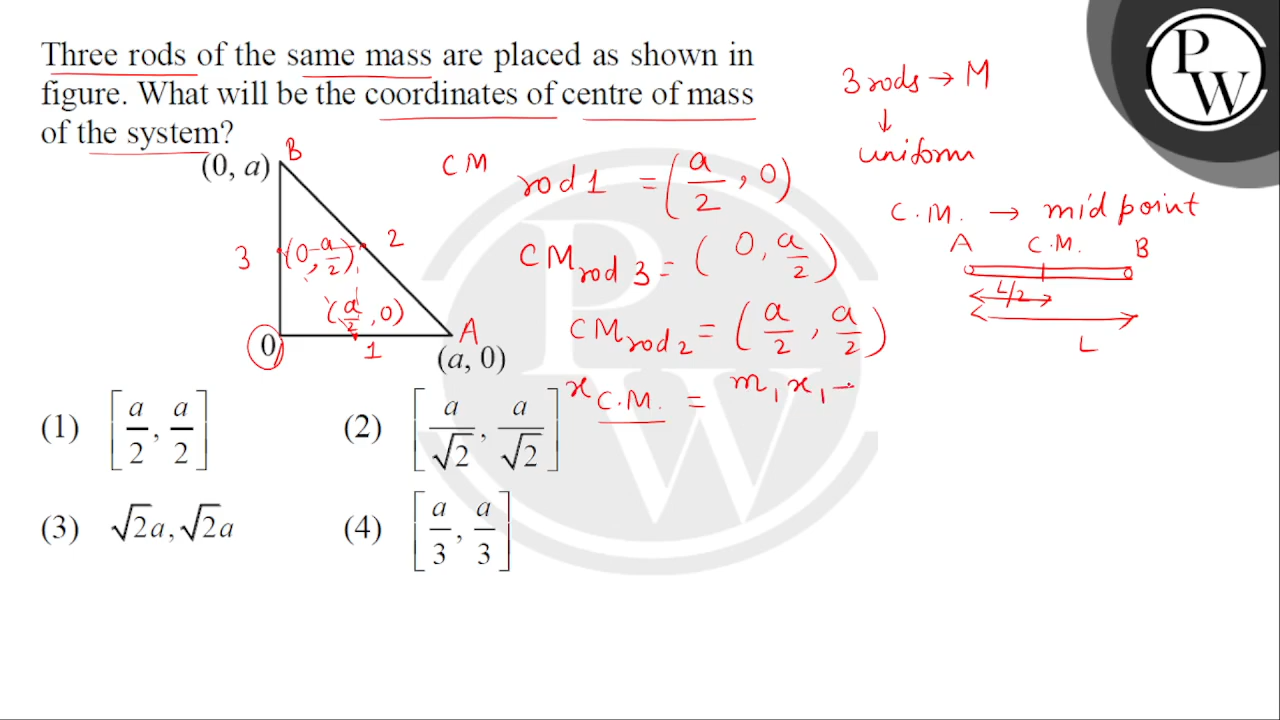 Three rods of the same mass are placed as shown in
figure. What will be the coordinates of centre of mass
of the system?
(0, a) B
3 (0, a/2) 2
(a/2, 0)
0 1 A
(a, 0)
(1) [a/2, a/2]
(2) [a/√2, a/√2]
(3) √2a, √2a
(4) [a/3, a/3]
CM rod 1 = (a/2, 0)
CM rod 3 = (0, a/2)
CM rod 2 = (a/2, a/2)
x C.M. = m₁x₁ -
3 rods → M
↓
uniform
C.M. → midpoint
A C.M. B
L/2
L
P
W